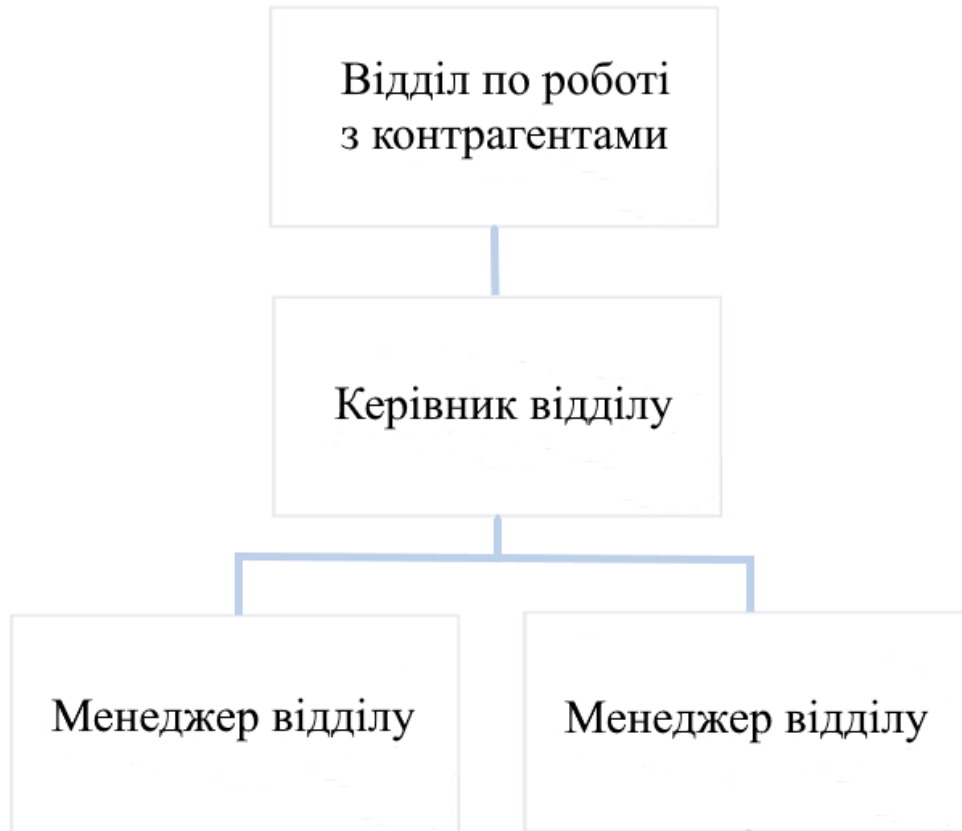 Відділ по роботі
з контрагентами
Керівник відділу
Менеджер відділу
Менеджер відділу